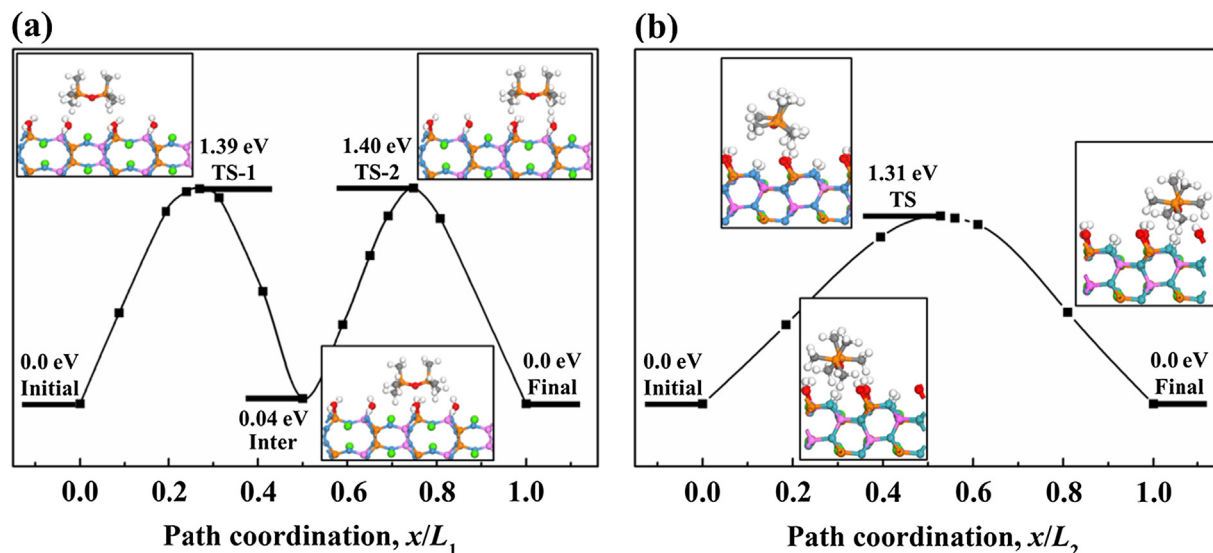 (a)
1.39 eV
TS-1
1.40 eV
TS-2
0.0 eV
Initial
0.04 eV
Inter
0.0 eV
Final
0.0 0.2 0.4 0.6 0.8 1.0
Path coordination, x/L1
(b)
1.31 eV
TS
0.0 eV
Initial
0.0 eV
Final
0.0 0.2 0.4 0.6 0.8 1.0
Path coordination, x/L2